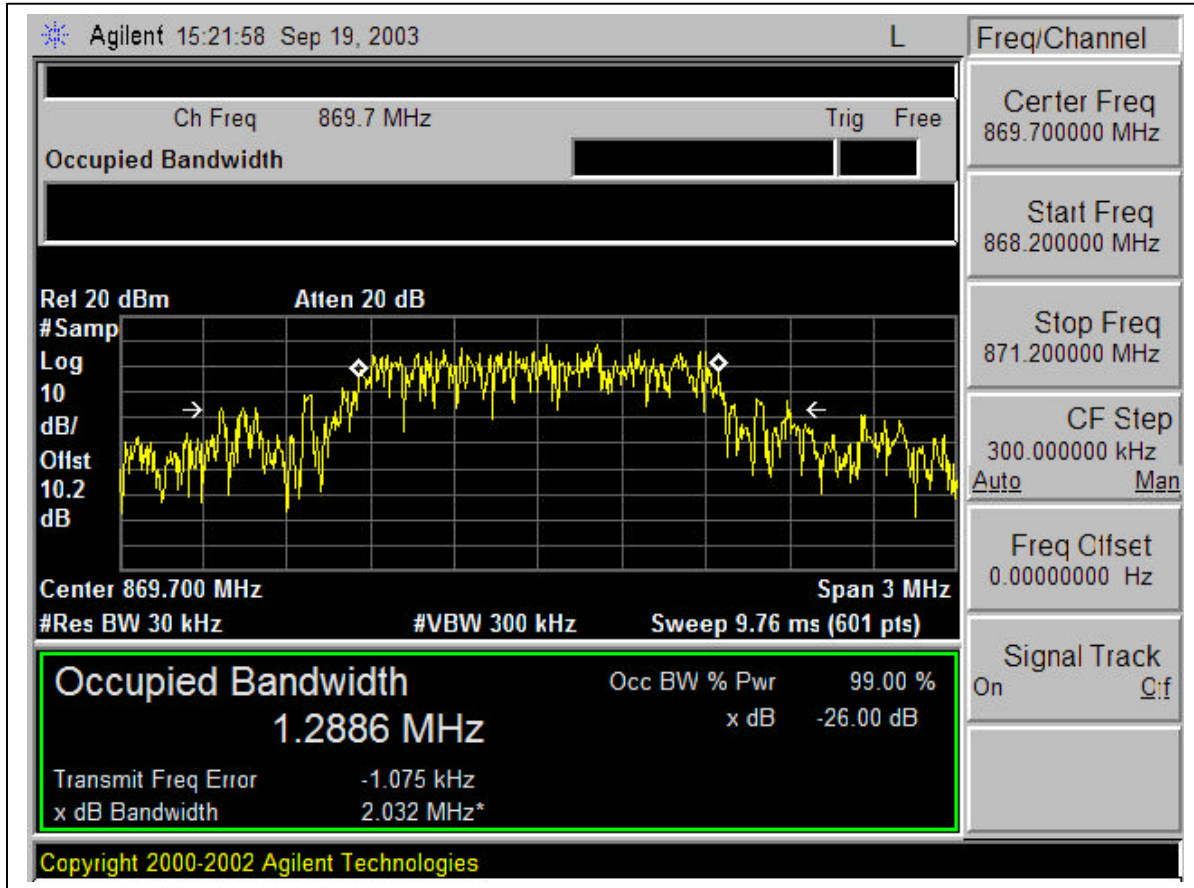 Agilent 15:21:58 Sep 19, 2003 L
Freq/Channel
Ch Freq 869.7 MHz Trig Free
Occupied Bandwidth
Center Freq
869.700000 MHz
Start Freq
868.200000 MHz
Stop Freq
871.200000 MHz
CF Step
300.000000 kHz
Auto Man
Freq Offset
0.00000000 Hz
Signal Track
On Off
Ref 20 dBm Atten 20 dB
#Samp
Log
10
dB/
Offst
10.2
dB
Center 869.700 MHz Span 3 MHz
#Res BW 30 kHz #VBW 300 kHz Sweep 9.76 ms (601 pts)
Occupied Bandwidth
1.2886 MHz
Occ BW % Pwr 99.00 %
x dB -26.00 dB
Transmit Freq Error -1.075 kHz
x dB Bandwidth 2.032 MHz*
Copyright 2000-2002 Agilent Technologies